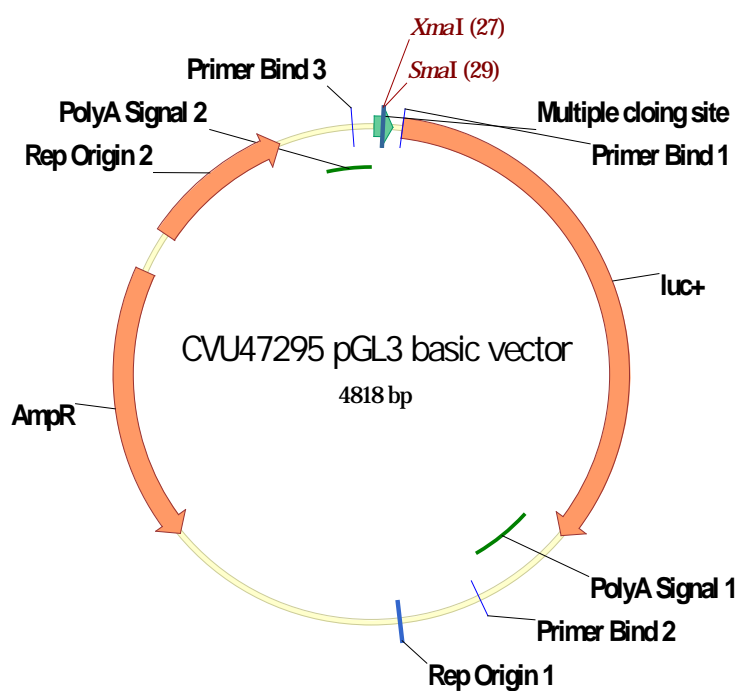 XmaI (27)
SmaI (29)
Primer Bind 3
PolyA Signal 2
Rep Origin 2
Multiple cloing site
Primer Bind 1
luc+
CVU47295 pGL3 basic vector
4818 bp
AmpR
PolyA Signal 1
Primer Bind 2
Rep Origin 1